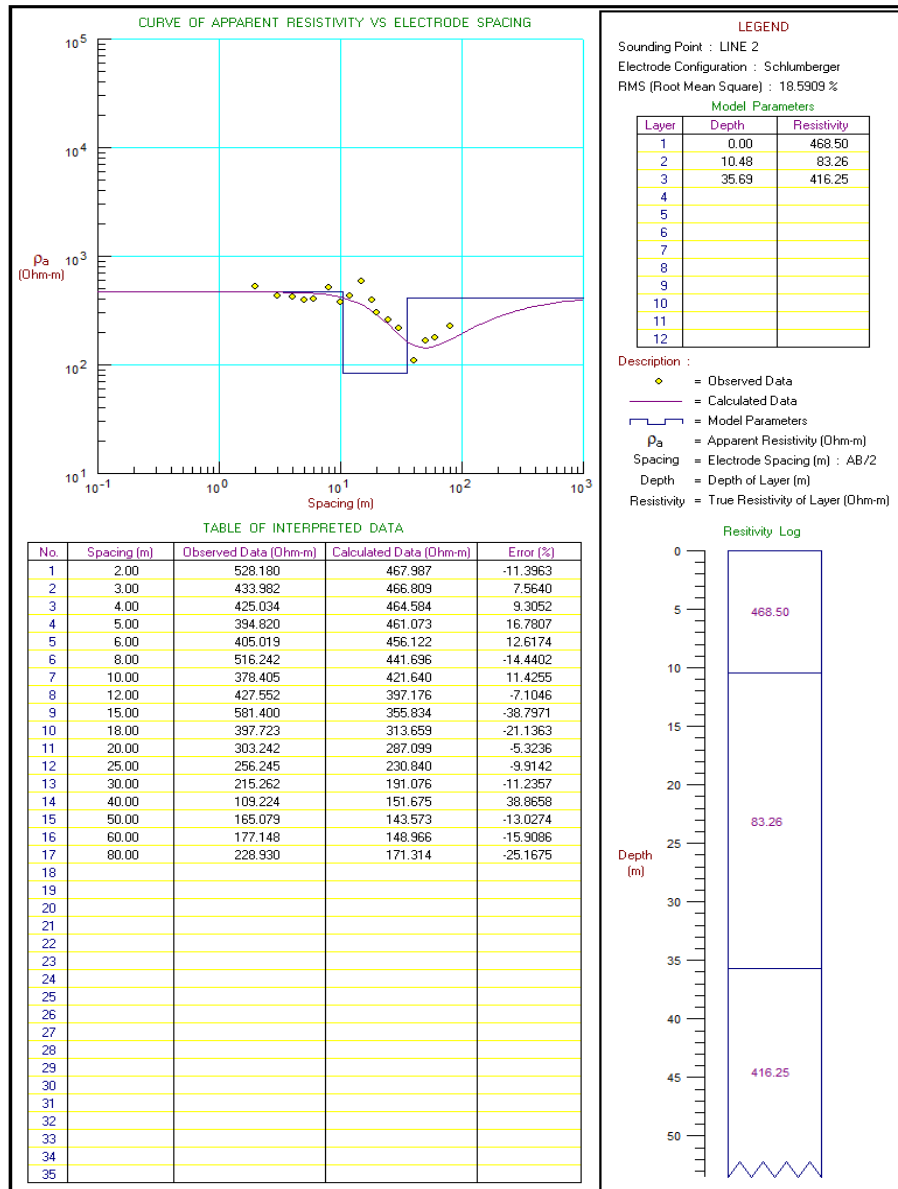 CURVE OF APPARENT RESISTIVITY VS ELECTRODE SPACING
10^5
10^4
10^3
ρa
(Ohm-m)
10^2
10^1
10^-1 10^0 10^1 10^2 10^3
Spacing (m)
LEGEND
Sounding Point : LINE 2
Electrode Configuration : Schlumberger
RMS (Root Mean Square) : 18.5909 %
Model Parameters
Layer Depth Resistivity
1 0.00 468.50
2 10.48 83.26
3 35.69 416.25
4
5
6
7
8
9
10
11
12
Description :
= Observed Data
= Calculated Data
= Model Parameters
ρa = Apparent Resistivity (Ohm-m)
Spacing = Electrode Spacing (m) : AB/2
Depth = Depth of Layer (m)
Resistivity = True Resistivity of Layer (Ohm-m)
TABLE OF INTERPRETED DATA
No. Spacing (m) Observed Data (Ohm-m) Calculated Data (Ohm-m) Error (%)
1 2.00 528.180 467.987 -11.3963
2 3.00 433.982 466.809 7.5640
3 4.00 425.034 464.584 9.3052
4 5.00 394.820 461.073 16.7807
5 6.00 405.019 456.122 12.6174
6 8.00 516.242 441.696 -14.4402
7 10.00 378.405 421.640 11.4255
8 12.00 427.552 397.176 -7.1046
9 15.00 581.400 355.834 -38.7971
10 18.00 397.723 313.659 -21.1363
11 20.00 303.242 287.099 -5.3236
12 25.00 256.245 230.840 -9.9142
13 30.00 215.262 191.076 -11.2357
14 40.00 109.224 151.675 38.8658
15 50.00 165.079 143.573 -13.0274
16 60.00 177.148 148.966 -15.9086
17 80.00 228.930 171.314 -25.1675
18
19
20
21
22
23
24
25
26
27
28
29
30
31
32
33
34
35
Resitivity Log
0
5
10
15
20
25
30
35
40
45
50
Depth
(m)
468.50
83.26
416.25